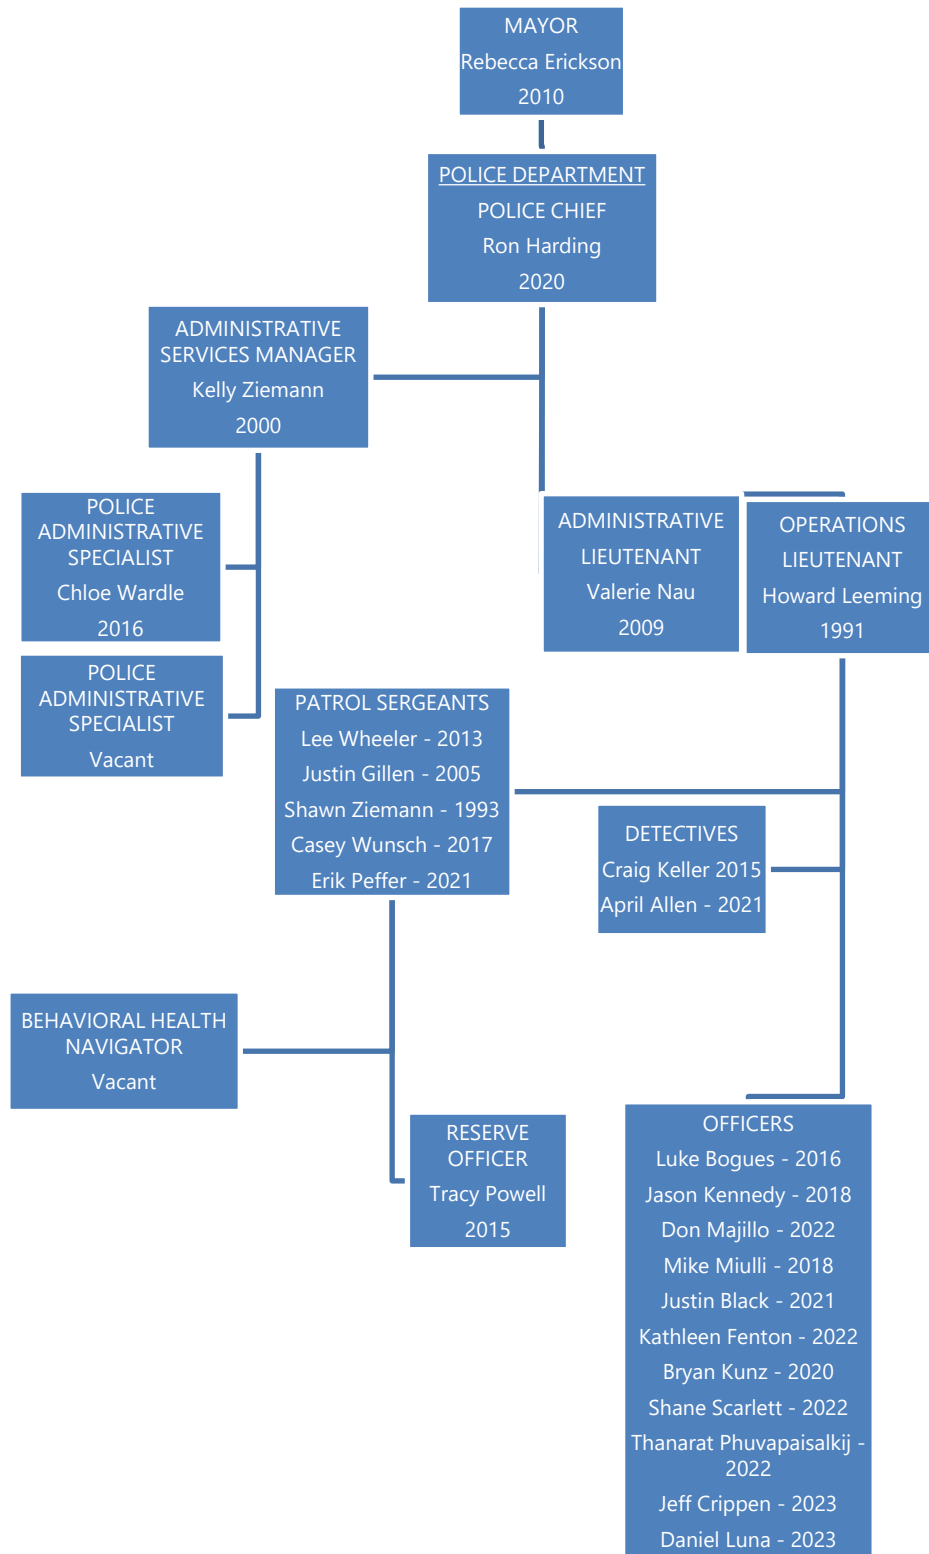 MAYOR
Rebecca Erickson
2010
POLICE DEPARTMENT
POLICE CHIEF
Ron Harding
2020
ADMINISTRATIVE
SERVICES MANAGER
Kelly Ziemann
2000
POLICE
ADMINISTRATIVE
SPECIALIST
Chloe Wardle
2016
POLICE
ADMINISTRATIVE
SPECIALIST
Vacant
ADMINISTRATIVE
LIEUTENANT
Valerie Nau
2009
OPERATIONS
LIEUTENANT
Howard Leeming
1991
PATROL SERGEANTS
Lee Wheeler - 2013
Justin Gillen - 2005
Shawn Ziemann - 1993
Casey Wunsch - 2017
Erik Peffer - 2021
DETECTIVES
Craig Keller 2015
April Allen - 2021
BEHAVIORAL HEALTH
NAVIGATOR
Vacant
RESERVE
OFFICER
Tracy Powell
2015
OFFICERS
Luke Bogues - 2016
Jason Kennedy - 2018
Don Majillo - 2022
Mike Miulli - 2018
Justin Black - 2021
Kathleen Fenton - 2022
Bryan Kunz - 2020
Shane Scarlett - 2022
Thanarat Phuvapaisalkij -
2022
Jeff Crippen - 2023
Daniel Luna - 2023